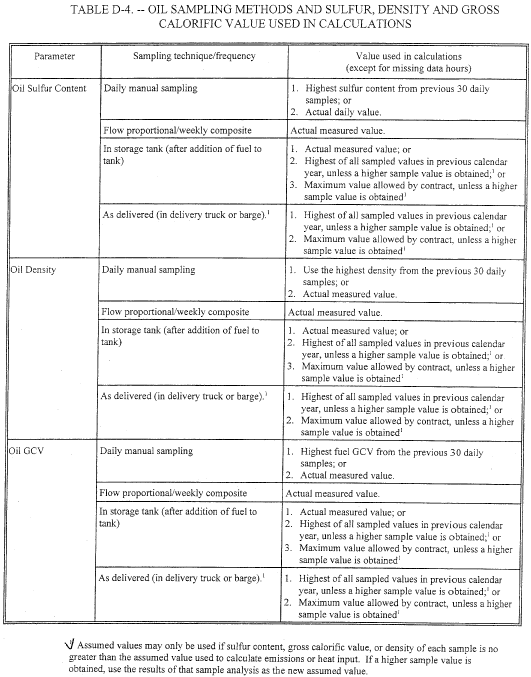 TABLE D-4. -- OIL SAMPLING METHODS AND SULFUR, DENSITY AND GROSS
CALORIFIC VALUE USED IN CALCULATIONS
Parameter
Sampling technique/frequency
Value used in calculations
(except for missing data hours)
Oil Sulfur Content
Daily manual sampling
1. Highest sulfur content from previous 30 daily
samples; or
2. Actual daily value.
Flow proportional/weekly composite
Actual measured value.
In storage tank (after addition of fuel to
tank)
1. Actual measured value; or
2. Highest of all sampled values in previous calendar
year, unless a higher sample value is obtained;¹ or
3. Maximum value allowed by contract, unless a higher
sample value is obtained¹
As delivered (in delivery truck or barge).¹
1. Highest of all sampled values in previous calendar
year, unless a higher sample value is obtained;¹ or
2. Maximum value allowed by contract, unless a higher
sample value is obtained¹
Oil Density
Daily manual sampling
1. Use the highest density from the previous 30 daily
samples; or
2. Actual measured value.
Flow proportional/weekly composite
Actual measured value.
In storage tank (after addition of fuel to
tank)
1. Actual measured value; or
2. Highest of all sampled values in previous calendar
year, unless a higher sample value is obtained;¹ or
3. Maximum value allowed by contract, unless a higher
sample value is obtained¹
As delivered (in delivery truck or barge).¹
1. Highest of all sampled values in previous calendar
year, unless a higher sample value is obtained;¹ or
2. Maximum value allowed by contract, unless a higher
sample value is obtained¹
Oil GCV
Daily manual sampling
1. Highest fuel GCV from the previous 30 daily
samples; or
2. Actual measured value.
Flow proportional/weekly composite
Actual measured value.
In storage tank (after addition of fuel to
tank)
1. Actual measured value; or
2. Highest of all sampled values in previous calendar
year, unless a higher sample value is obtained;¹ or
3. Maximum value allowed by contract, unless a higher
sample value is obtained¹
As delivered (in delivery truck or barge).¹
1. Highest of all sampled values in previous calendar
year, unless a higher sample value is obtained;¹ or
2. Maximum value allowed by contract, unless a higher
sample value is obtained¹
Assumed values may only be used if sulfur content, gross calorific value, or density of each sample is no
greater than the assumed value used to calculate emissions or heat input. If a higher sample value is
obtained, use the results of that sample analysis as the new assumed value.